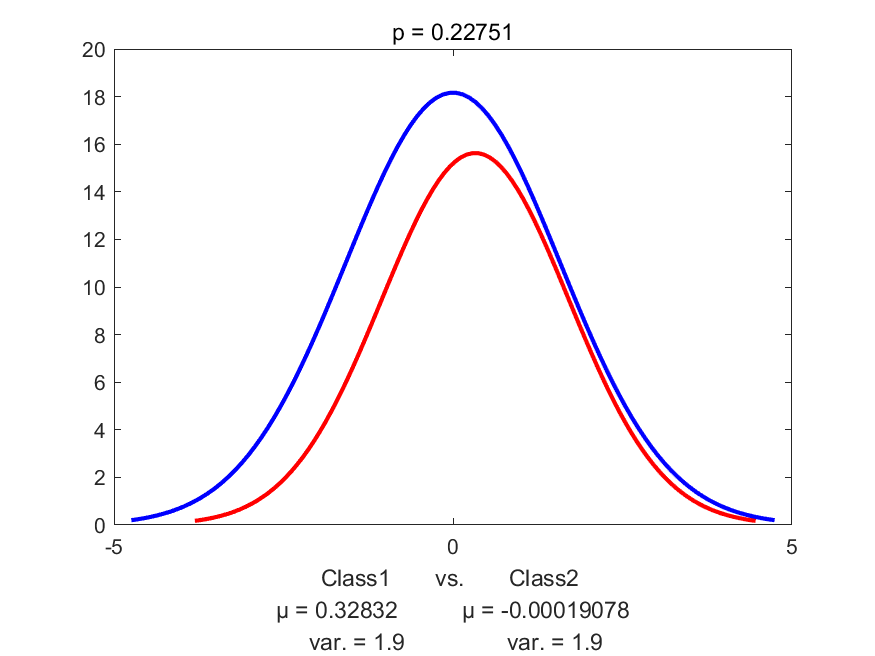 p = 0.22751
20
18
16
14
12
10
8
6
4
2
0
-5 0 5
Class1 vs. Class2
μ = 0.32832 μ = -0.00019078
var. = 1.9 var. = 1.9